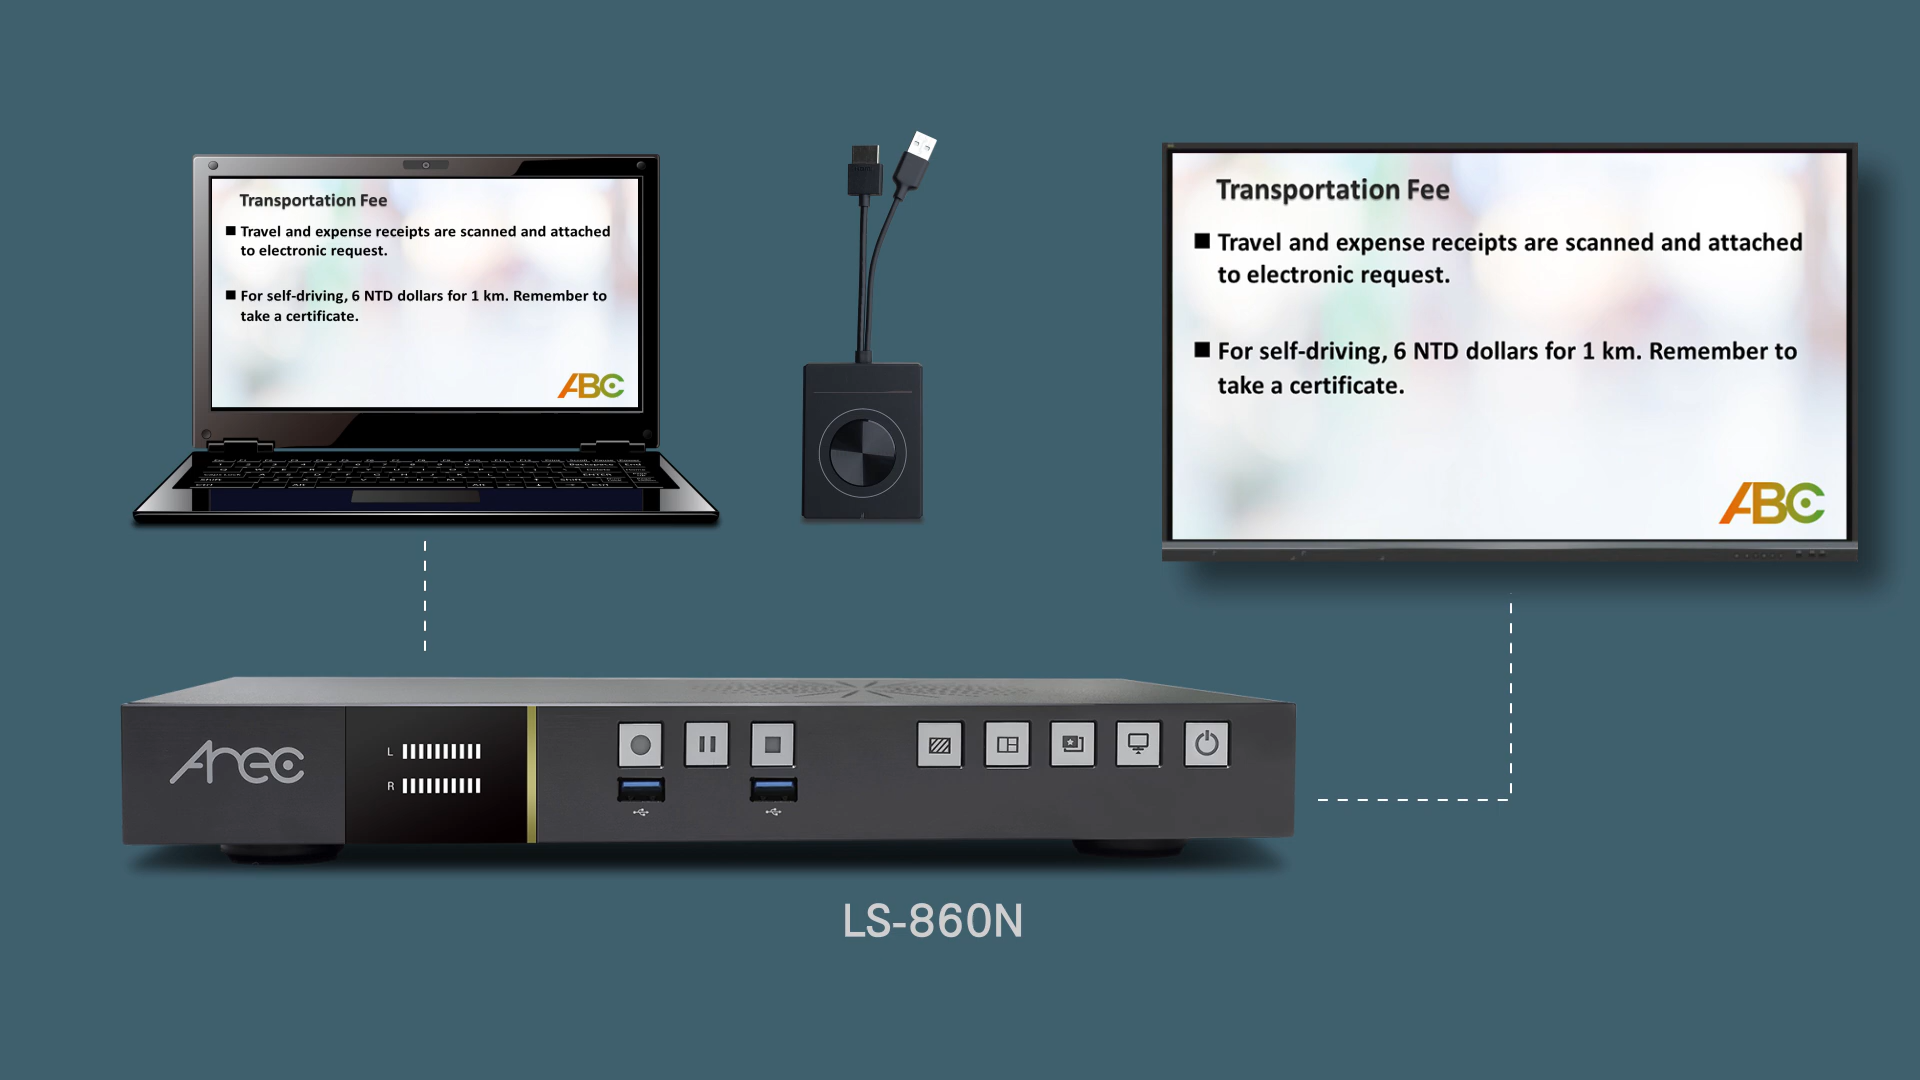 Transportation Fee
■ Travel and expense receipts are scanned and attached
to electronic request.
■ For self-driving, 6 NTD dollars for 1 km. Remember to
take a certificate.
ABC
Transportation Fee
■ Travel and expense receipts are scanned and attached
to electronic request.
■ For self-driving, 6 NTD dollars for 1 km. Remember to
take a certificate.
ABC
Arec
L
R
LS-860N